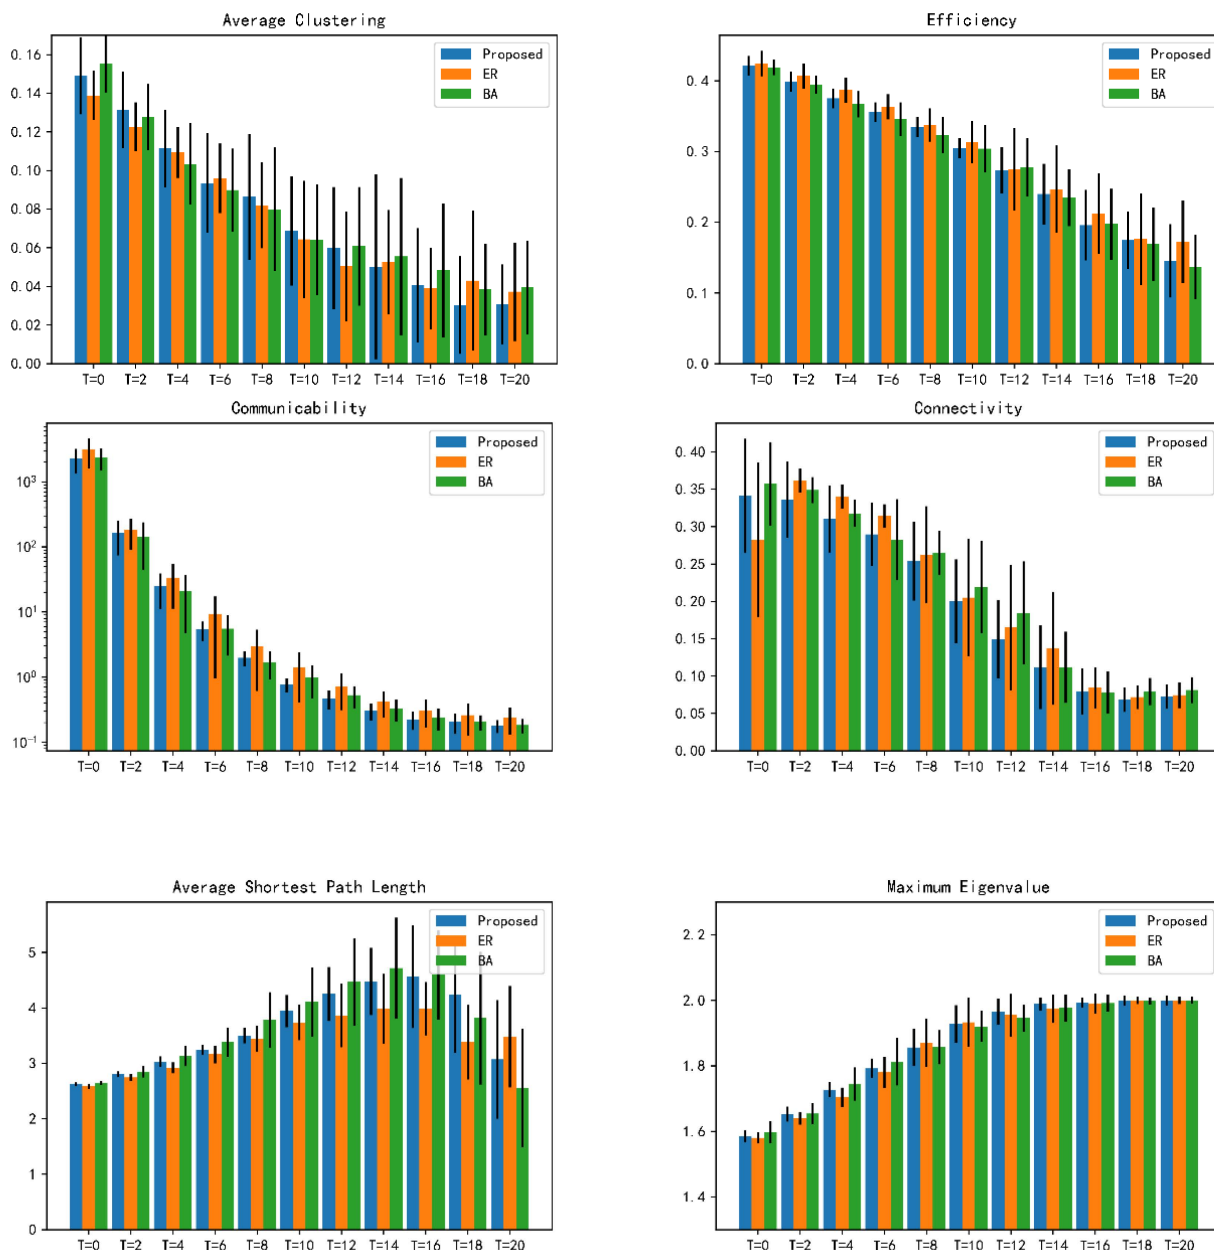 Average Clustering
0.16
0.14
0.12
0.10
0.08
0.06
0.04
0.02
0.00
Proposed
ER
BA
T=0 T=2 T=4 T=6 T=8 T=10 T=12 T=14 T=16 T=18 T=20
Efficiency
0.4
0.3
0.2
0.1
0
Proposed
ER
BA
T=0 T=2 T=4 T=6 T=8 T=10 T=12 T=14 T=16 T=18 T=20
Communicability
10³
10²
10¹
10⁰
10⁻¹
Proposed
ER
BA
T=0 T=2 T=4 T=6 T=8 T=10 T=12 T=14 T=16 T=18 T=20
Connectivity
0.40
0.35
0.30
0.25
0.20
0.15
0.10
0.05
0.00
Proposed
ER
BA
T=0 T=2 T=4 T=6 T=8 T=10 T=12 T=14 T=16 T=18 T=20
Average Shortest Path Length
5
4
3
2
1
0
Proposed
ER
BA
T=0 T=2 T=4 T=6 T=8 T=10 T=12 T=14 T=16 T=18 T=20
Maximum Eigenvalue
2.2
2.0
1.8
1.6
1.4
Proposed
ER
BA
T=0 T=2 T=4 T=6 T=8 T=10 T=12 T=14 T=16 T=18 T=20